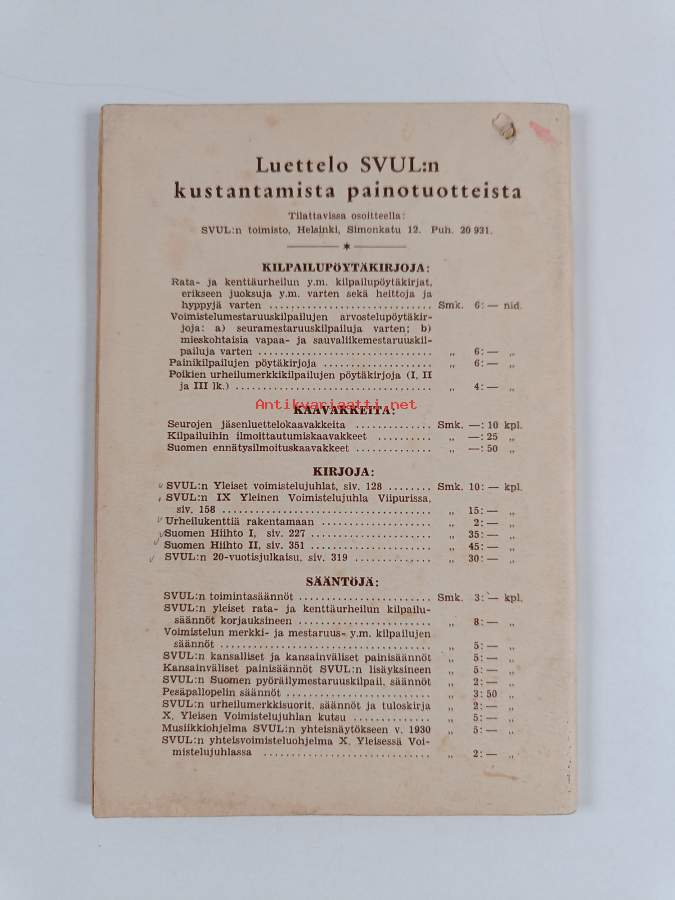 Luettelo SVUL:n
kustantamista painotuotteista
Tilattavissa osoitteella:
SVUL:n toimisto, Helsinki, Simonkatu 12. Puh. 20 931.
KILPAILUPÖYTÄKIRJOJA:
Rata- ja kenttäurheilun y.m. kilpailupöytäkirjat,
erikseen juoksuja y.m. varten sekä heittoja ja
hyppyjä varten .............................. Smk. 6:— nid.
Voimistelumestaruuskilpailujen arvostelupöytäkir-
joja: a) seuramestaruuskilpailuja varten; b)
mieskohtaisia vapaa- ja sauvaliikemestaruuskil-
pailuja varten ................................ „ 6:— „
Painikilpailujen pöytäkirjoja .................... „ 6:— „
Poikien urheilumerkkikilpailujen pöytäkirjoja (I, II
ja III lk.) .................................... „ 4:— „
Antikvariaatti.net
KAAVAKKEITA:
Seurojen jäsenluettelokaavakkeita .............. Smk. —:10 kpl.
Kilpailuihin ilmoittautumiskaavakkeet .......... „ —:25 „
Suomen ennätysilmoituskaavakkeet .............. „ —:50 „
KIRJOJA:
SVUL:n Yleiset voimistelujuhlat, siv. 128 ........ Smk. 10:— kpl.
SVUL:n IX Yleinen Voimistelujuhla Viipurissa,
siv. 158 ........................................ „ 15:— „
Urheilukenttiä rakentamaan .................... „ 2:— „
Suomen Hiihto I, siv. 227 ...................... „ 35:— „
Suomen Hiihto II, siv. 351 ...................... „ 45:— „
SVUL:n 20-vuotisjulkaisu, siv. 319 .............. „ 30:— „
SÄÄNTÖJÄ:
SVUL:n toimintasäännöt ........................ Smk. 3:— kpl.
SVUL:n yleiset rata- ja kenttäurheilun kilpailu-
säännöt korjauksineen ........................ „ 8:— „
Voimistelun merkki- ja mestaruus- y.m. kilpailujen
säännöt ........................................ „ 5:— „
SVUL:n kansalliset ja kansainväliset painisäännöt „ 5:— „
Kansainväliset painisäännöt SVUL:n lisäyksineen „ 5:— „
SVUL:n Suomen pyöräilymestaruuskilpail. säännöt „ 2:— „
Pesäpallopelin säännöt .......................... „ 3:50 „
SVUL:n urheilumerkkisuorit. säännöt ja tuloskirja „ 2:— „
X. Yleisen Voimistelujuhlan kutsu .............. „ 5:— „
Musiikkiohjelma SVUL:n yhteisnäytökseen v. 1930 „ 5:— „
SVUL:n yhteisvoimisteluohjelma X. Yleisessä Voi-
mistelujuhlassa ................................ „ 2:— „